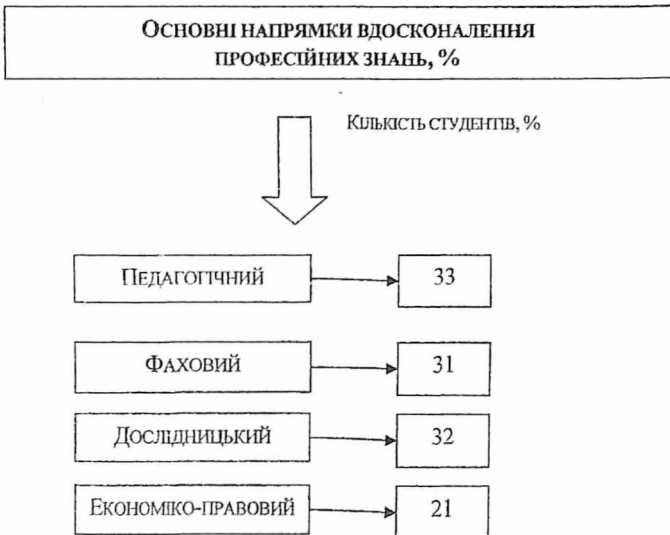 ОСНОВНІ НАПРЯМКИ ВДОСКОНАЛЕННЯ
ПРОФЕСІЙНИХ ЗНАНЬ, %
КІЛЬКІСТЬ СТУДЕНТІВ, %
ПЕДАГОГІЧНИЙ 33
ФАХОВИЙ 31
ДОСЛІДНИЦЬКИЙ 32
ЕКОНОМІКО-ПРАВОВИЙ 21